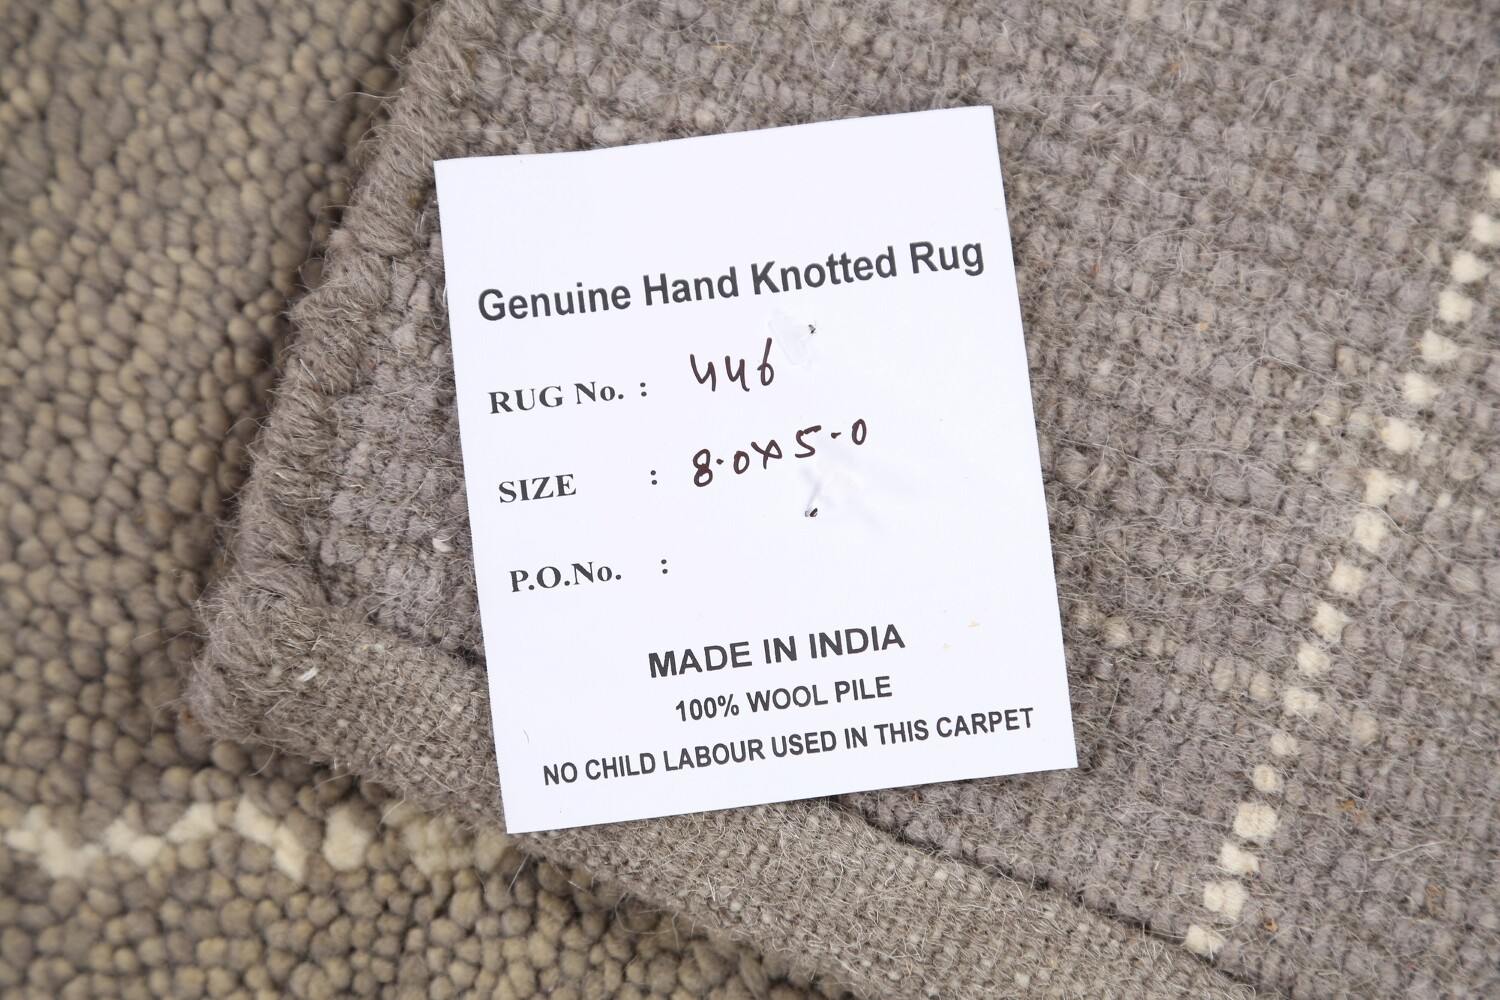 Genuine Hand Knotted Rug
RUG No. : 446
SIZE : 8.0x5.0
P.O.No. :
MADE IN INDIA
100% WOOL PILE
NO CHILD LABOUR USED IN THIS CARPET